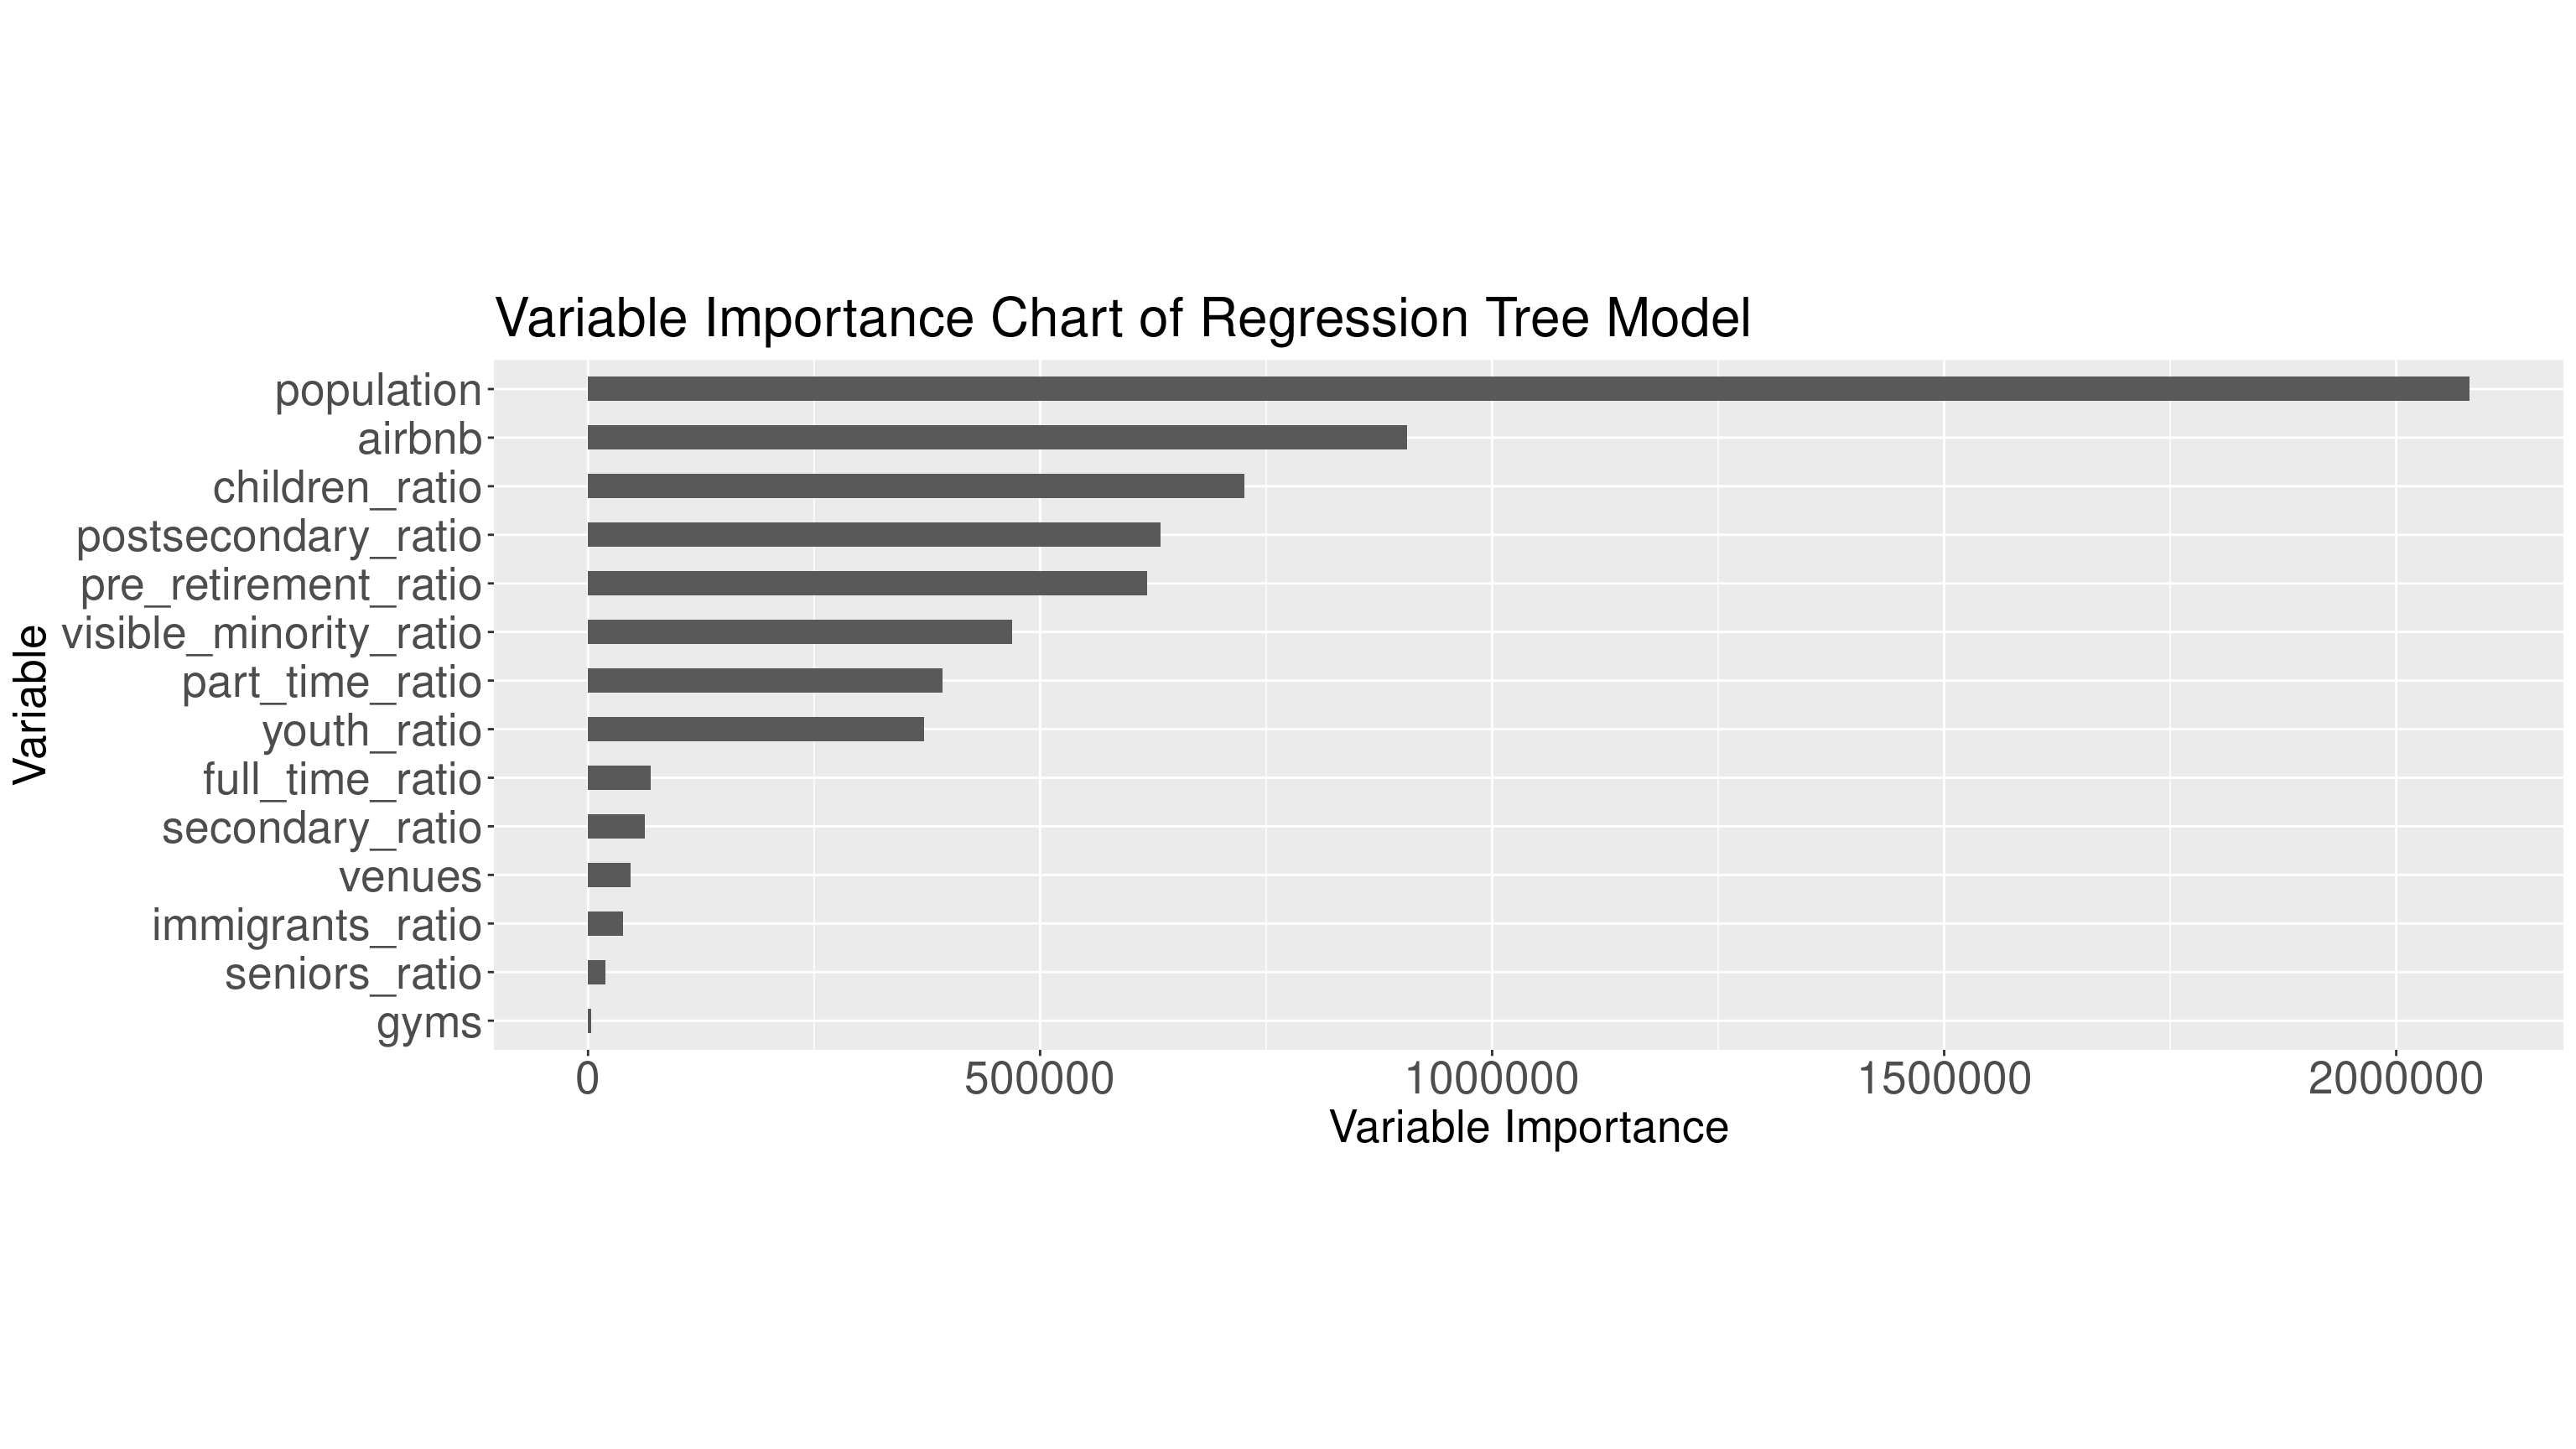 Variable Importance Chart of Regression Tree Model
Variable
population
airbnb
children_ratio
postsecondary_ratio
pre_retirement_ratio
visible_minority_ratio
part_time_ratio
youth_ratio
full_time_ratio
secondary_ratio
venues
immigrants_ratio
seniors_ratio
gyms
0 500000 1000000 1500000 2000000
Variable Importance